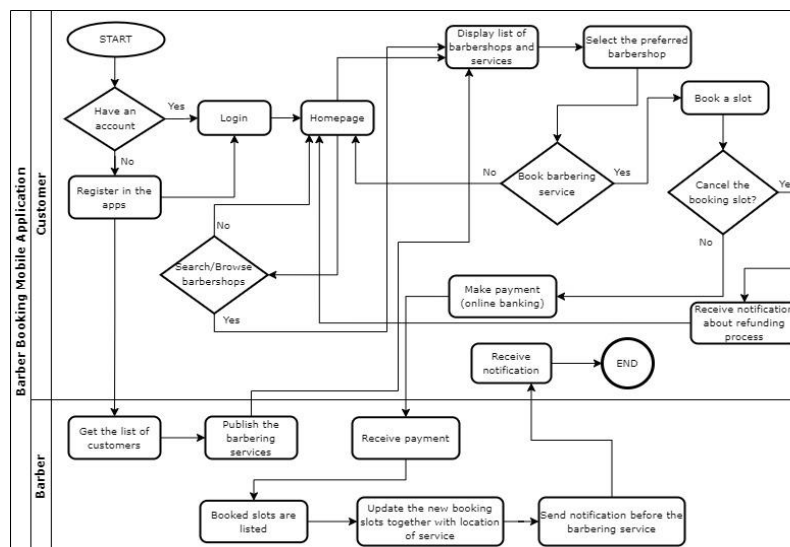 Barber Booking Mobile Application
Customer
START
Have an
account
Yes
No
Login
Homepage
Register in the
apps
Display list of
barbershops and
services
Select the preferred
barbershop
Book barbering
service
No
Yes
Book a slot
Cancel the
booking slot?
Ye
No
No
Search/Browse
barbershops
Yes
Make payment
(online banking)
Receive notification
about refunding
process
Receive
notification
END
Barber
Get the list of
customers
Publish the
barbering
services
Receive payment
Booked slots are
listed
Update the new booking
slots together with location
of service
Send notification before the
barbering service